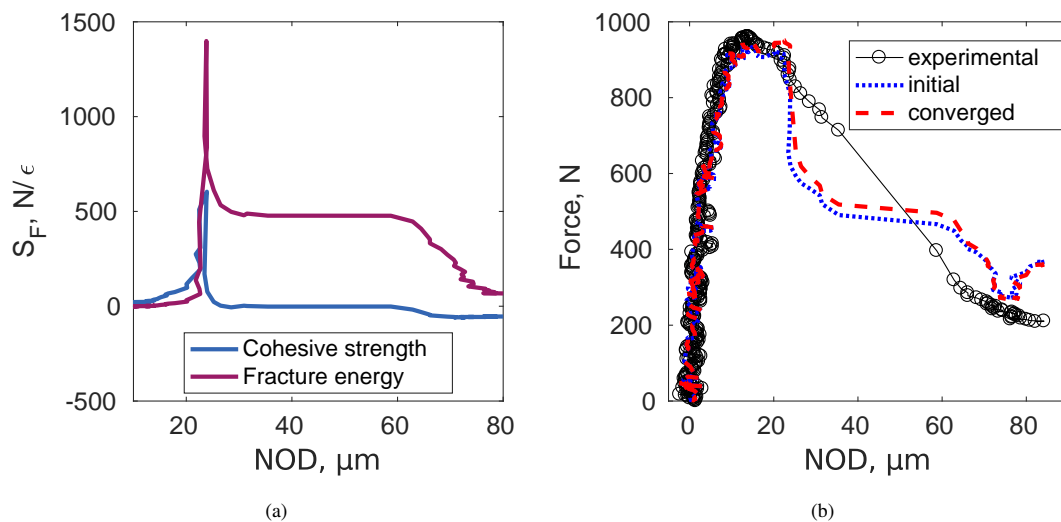 1500
1000
500
0
-500
20
40
60
80
S_F, N/ϵ
NOD, μm
Cohesive strength
Fracture energy
(a)
1000
800
600
400
200
0
0
20
40
60
80
Force, N
NOD, μm
experimental
initial
converged
(b)